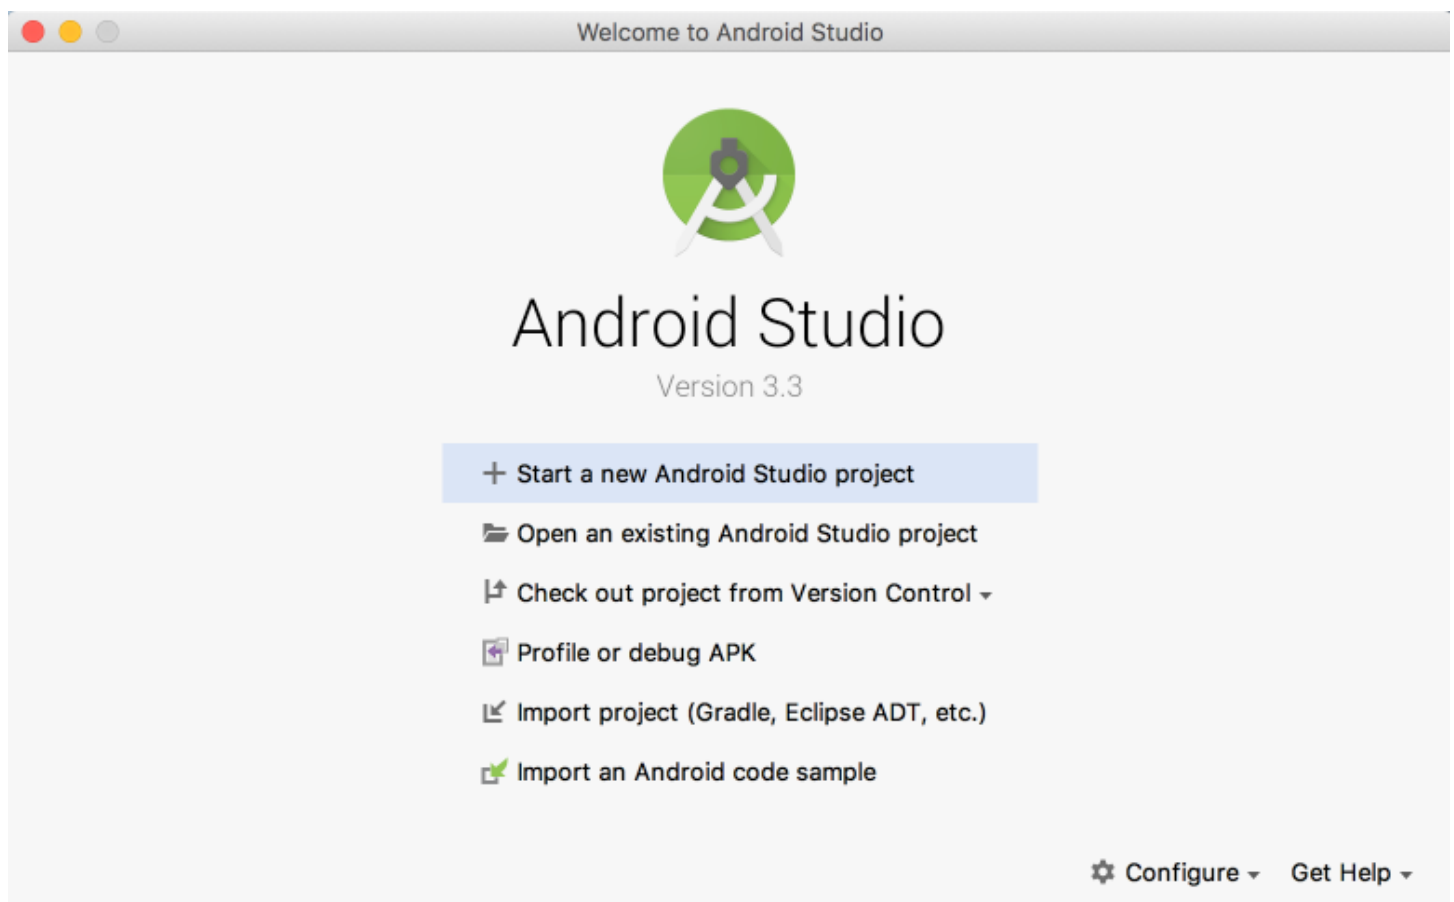 Welcome to Android Studio
Android Studio
Version 3.3
Start a new Android Studio project
Open an existing Android Studio project
Check out project from Version Control
Profile or debug APK
Import project (Gradle, Eclipse ADT, etc.)
Import an Android code sample
Configure Get Help